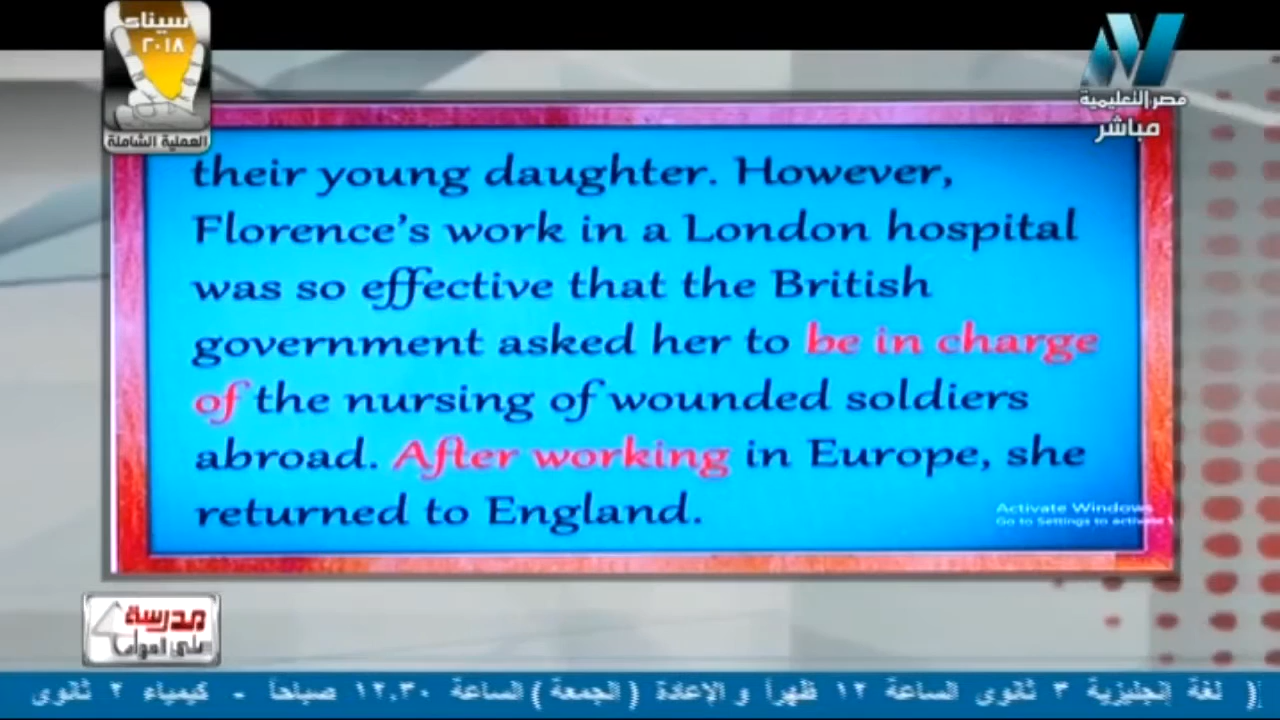 سيناء
٢٠١٨
العملية الشاملة
مصر التعليمية
مباشر
their young daughter. However,
Florence's work in a London hospital
was so effective that the British
government asked her to be in charge
of the nursing of wounded soldiers
abroad. After working in Europe, she
returned to England.
Activate Windows
Go to Settings to activate
مدرسة
على الهواء
لغة إنجليزية ٣ ثانوى الساعة ١٢ ظهراً و الإعادة ( الجمعة ) الساعة ١٢.٣٠ صباحاً - كيمياء ٢ ثانوى